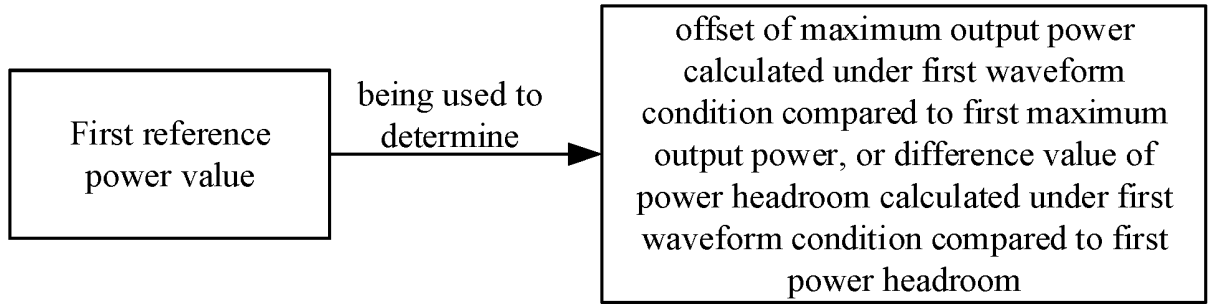 First reference
power value
being used to
determine
offset of maximum output power
calculated under first waveform
condition compared to first maximum
output power, or difference value of
power headroom calculated under first
waveform condition compared to first
power headroom